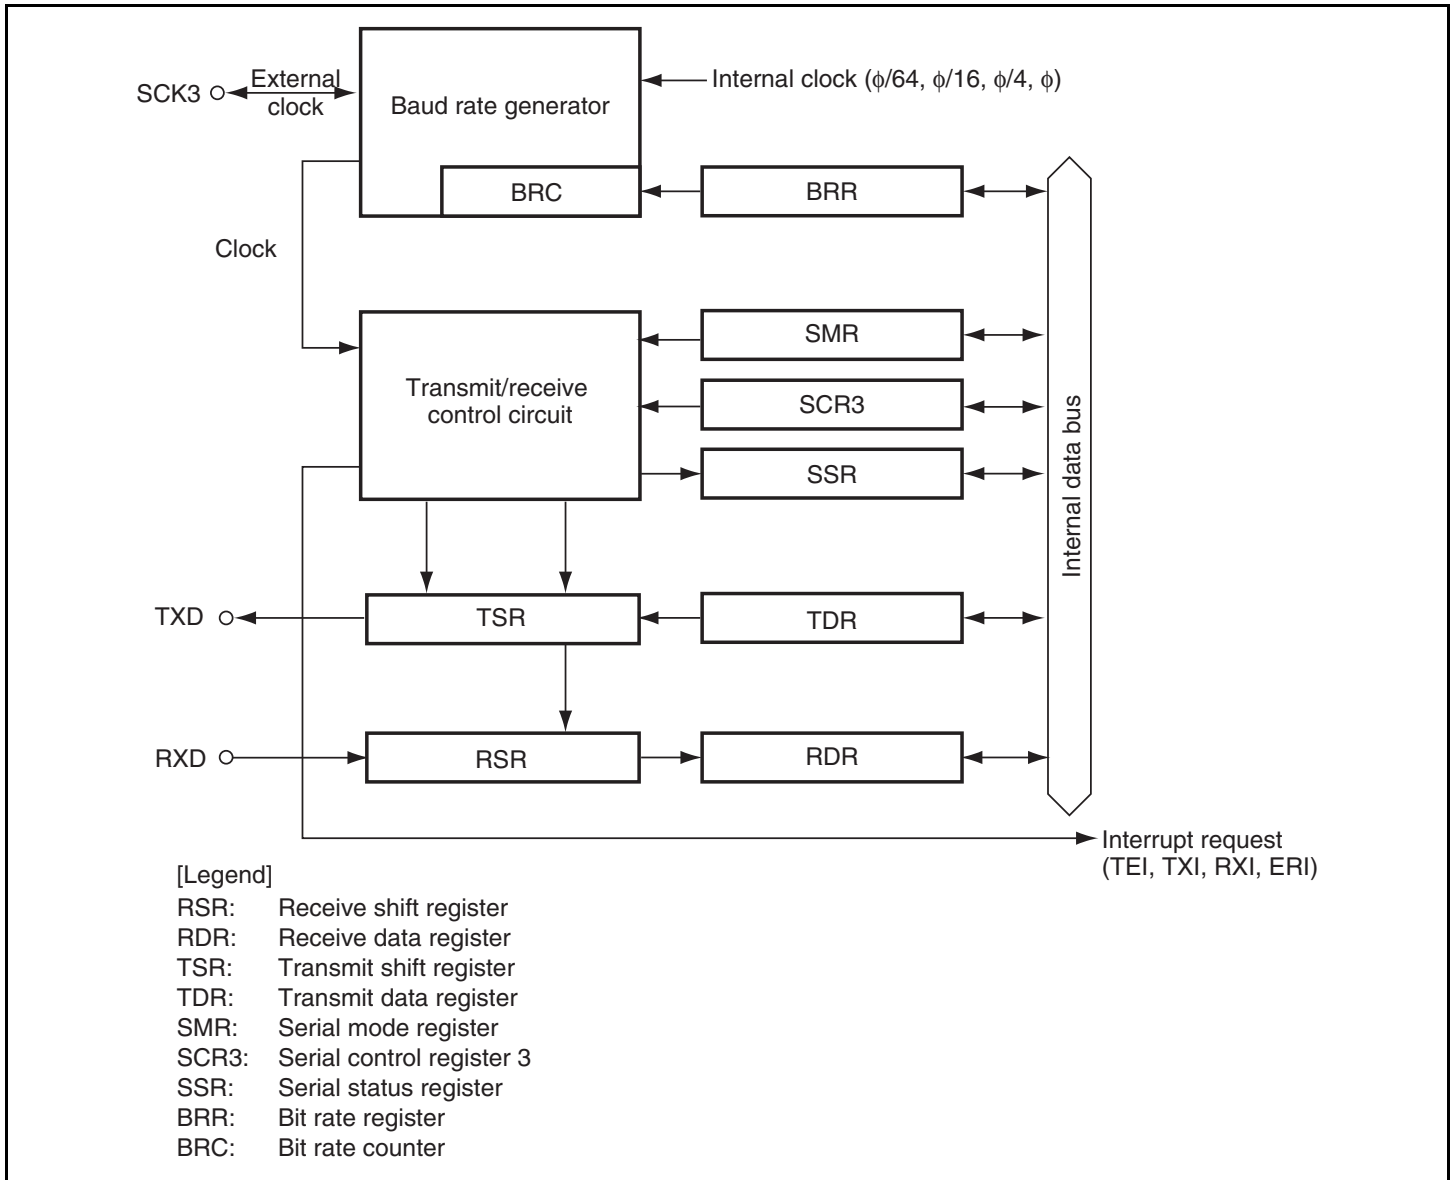 SCK3
External
clock
Baud rate generator
Internal clock (ϕ/64, ϕ/16, ϕ/4, ϕ)
BRC
BRR
Clock
Transmit/receive
control circuit
SMR
SCR3
SSR
Internal data bus
TXD
TSR
TDR
RXD
RSR
RDR
Interrupt request
(TEI, TXI, RXI, ERI)
[Legend]
RSR: Receive shift register
RDR: Receive data register
TSR: Transmit shift register
TDR: Transmit data register
SMR: Serial mode register
SCR3: Serial control register 3
SSR: Serial status register
BRR: Bit rate register
BRC: Bit rate counter